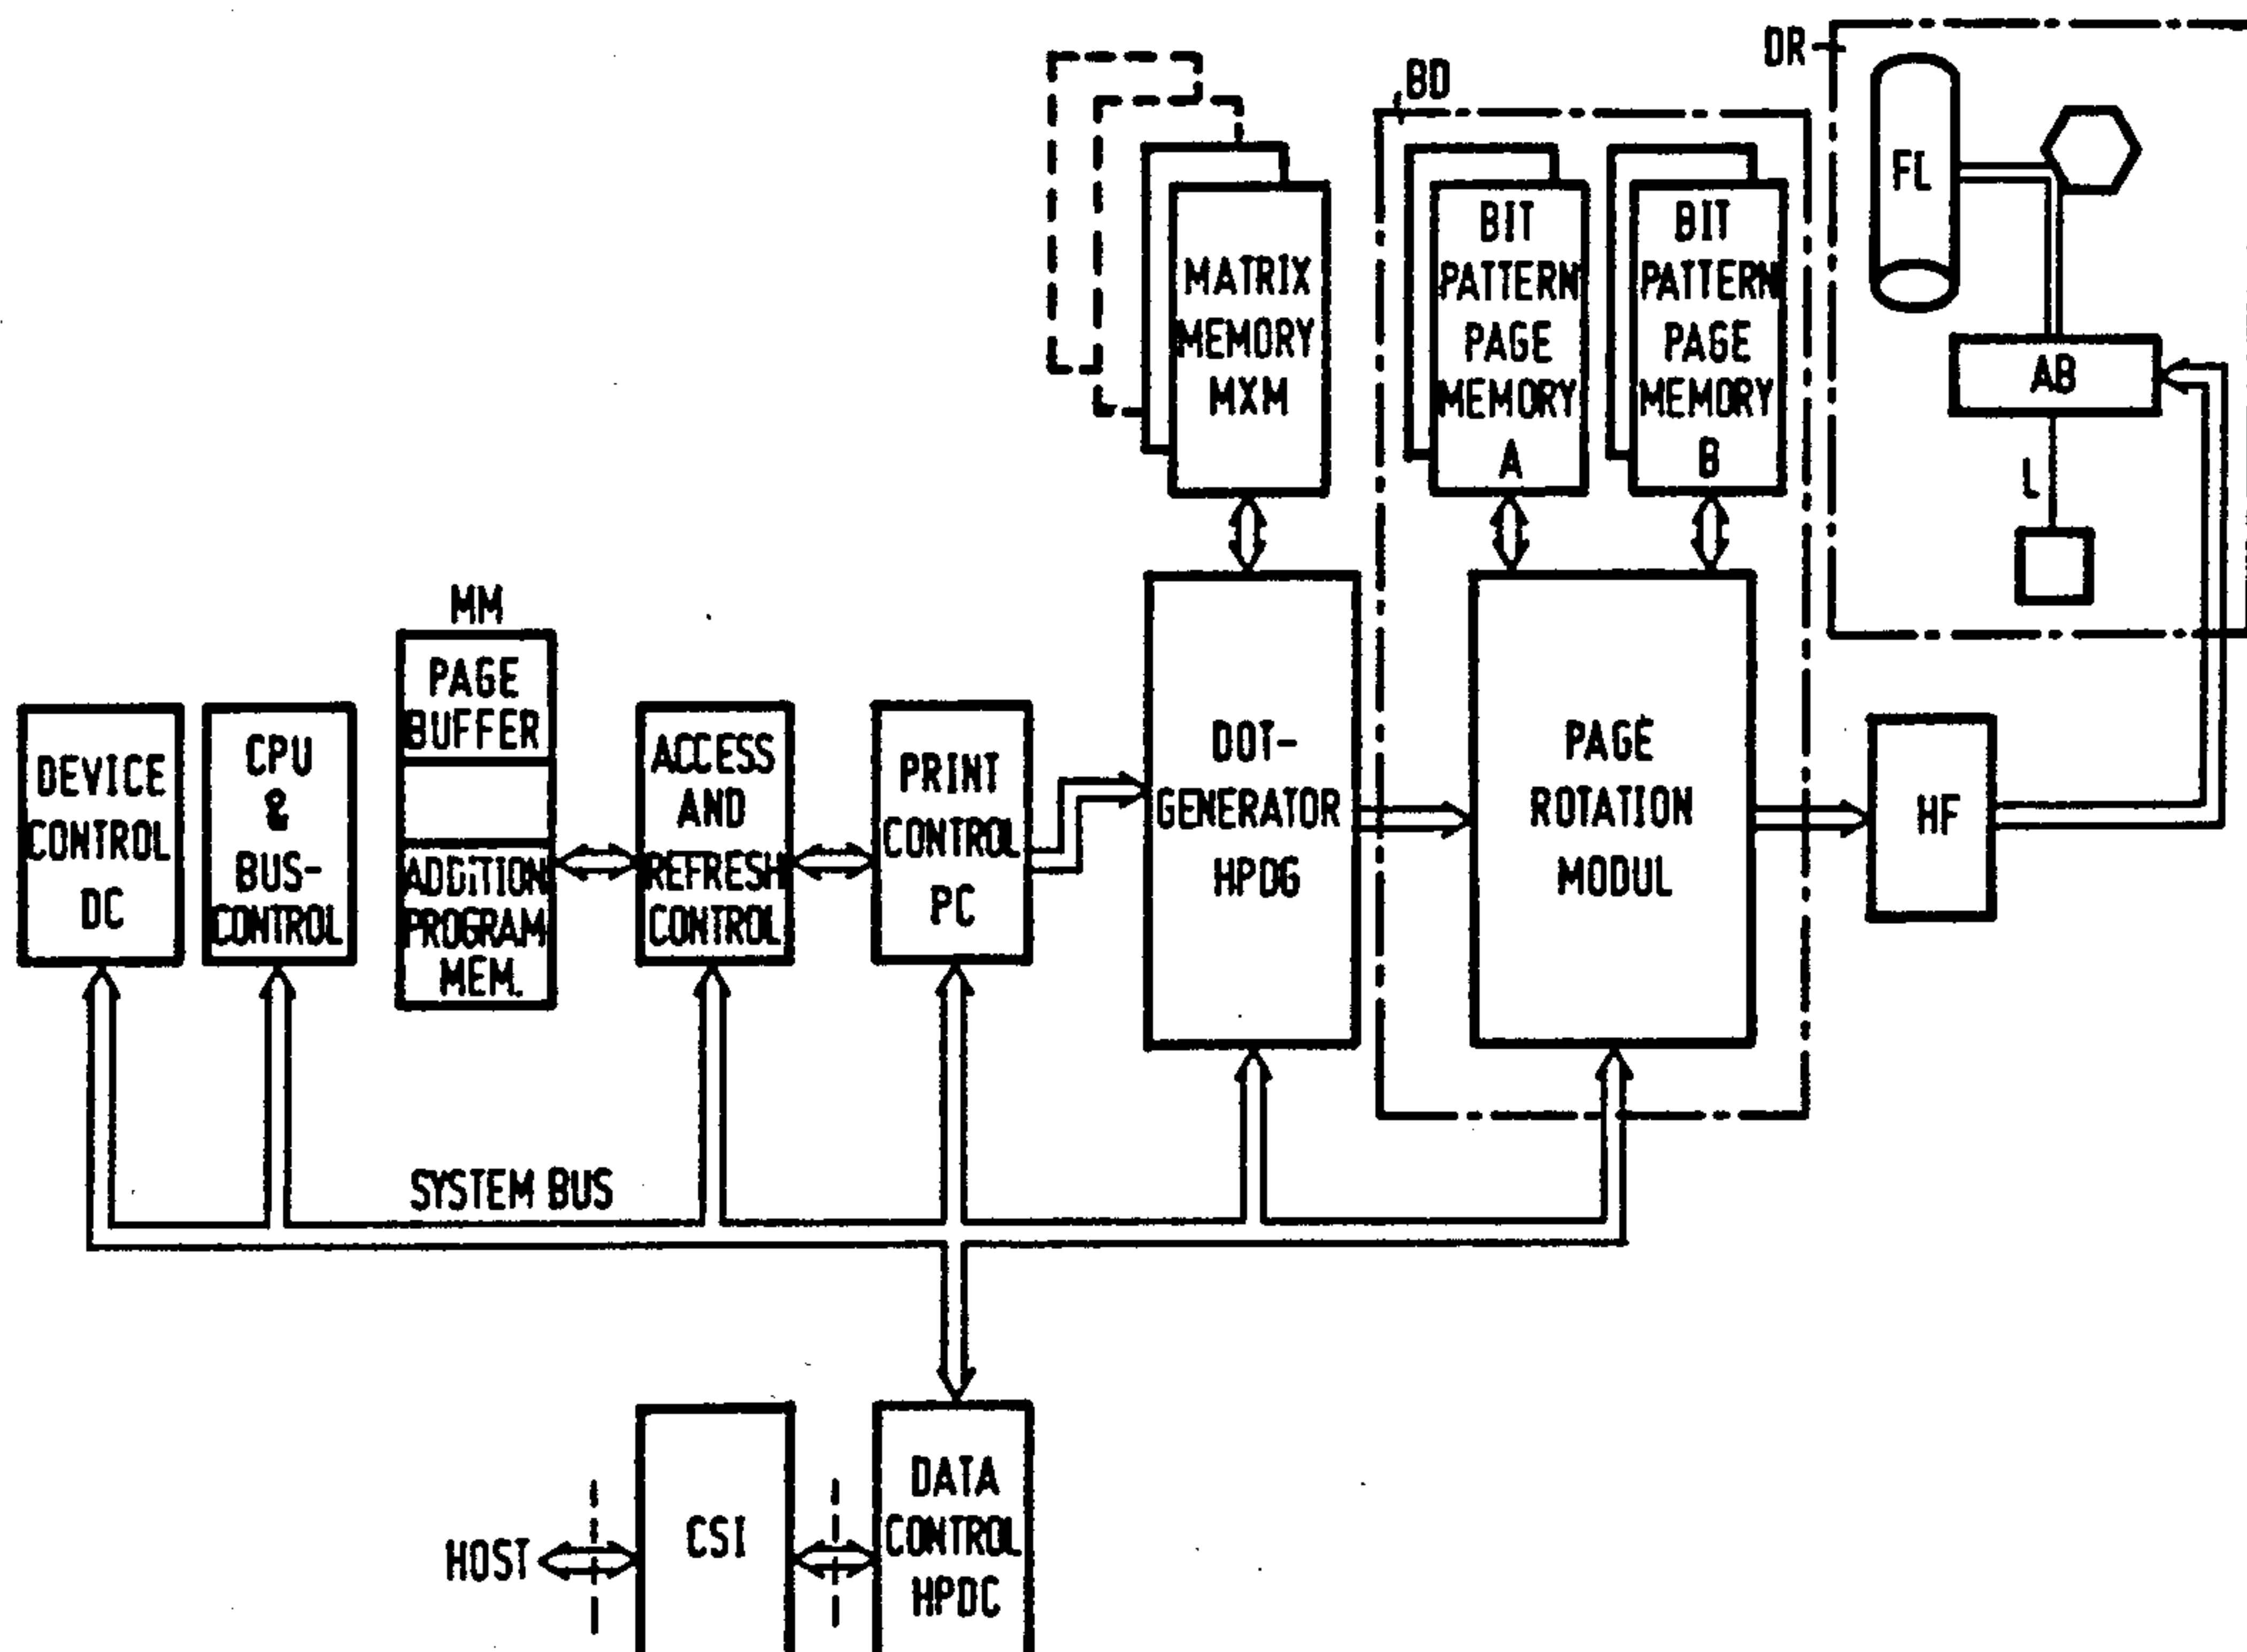 OR
BO
FL
MATRIX
MEMORY
MXM
BIT
PATTERN
PAGE
MEMORY
A
BIT
PATTERN
PAGE
MEMORY
B
AB
L
MM
PAGE
BUFFER
ADDITION
PROGRAM
MEM.
DEVICE
CONTROL
DC
CPU
&
BUS-
CONTROL
ACCESS
AND
REFRESH
CONTROL
PRINT
CONTROL
PC
DOT-
GENERATOR
HPDG
PAGE
ROTATION
MODUL
HF
SYSTEM BUS
HOST
CSI
DATA
CONTROL
HPDC